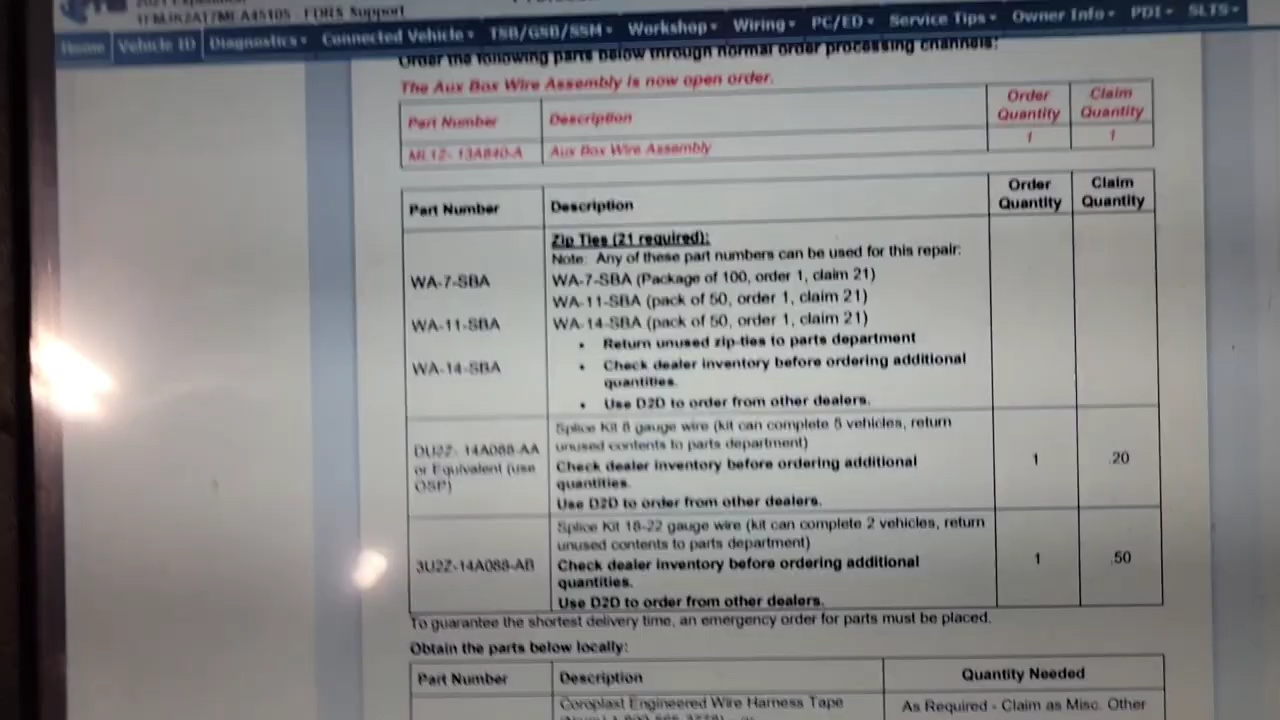 FDRS Support
Home Vehicle ID Diagnostics Connected Vehicle TSB/GSB/SSM Workshop Wiring PC/ED Service Tips Owner Info PDI SLTS
Order the following parts below through normal order processing channels:
The Aux Box Wire Assembly is now open order.
Part Number Description Order Quantity Claim Quantity
ML1Z- 13A840-A Aux Box Wire Assembly 1 1
Part Number Description Order Quantity Claim Quantity
Zip Ties (21 required):
Note: Any of these part numbers can be used for this repair:
WA-7-SBA WA-7-SBA (Package of 100, order 1, claim 21)
WA-11-SBA (pack of 50, order 1, claim 21)
WA-11-SBA WA-14-SBA (pack of 50, order 1, claim 21)
• Return unused zip-ties to parts department
WA-14-SBA • Check dealer inventory before ordering additional
quantities.
• Use D2D to order from other dealers.
DU2Z- 14A088-AA
or Equivalent (use
OSP)
Splice Kit 8 gauge wire (kit can complete 5 vehicles, return
unused contents to parts department)
Check dealer inventory before ordering additional
quantities.
Use D2D to order from other dealers.
1 .20
3U2Z-14A088-AB
Splice Kit 18-22 gauge wire (kit can complete 2 vehicles, return
unused contents to parts department)
Check dealer inventory before ordering additional
quantities.
Use D2D to order from other dealers.
1 .50
To guarantee the shortest delivery time, an emergency order for parts must be placed.
Obtain the parts below locally:
Part Number Description Quantity Needed
Coroplast Engineered Wire Harness Tape As Required - Claim as Misc. Other